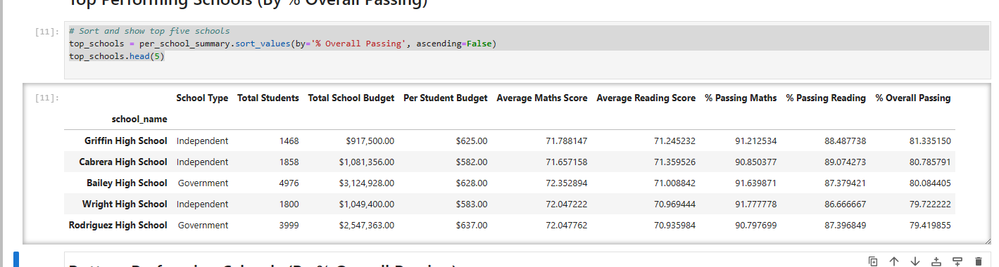 Top Performing Schools (By % Overall Passing)
[11]: # Sort and show top five schools
top_schools = per_school_summary.sort_values(by='% Overall Passing', ascending=False)
top_schools.head(5)
[11]: School Type Total Students Total School Budget Per Student Budget Average Maths Score Average Reading Score % Passing Maths % Passing Reading % Overall Passing
school_name
Griffin High School Independent 1468 $917,500.00 $625.00 71.788147 71.245232 91.212534 88.487738 81.335150
Cabrera High School Independent 1858 $1,081,356.00 $582.00 71.657158 71.359526 90.850377 89.074273 80.785791
Bailey High School Government 4976 $3,124,928.00 $628.00 72.352894 71.008842 91.639871 87.379421 80.084405
Wright High School Independent 1800 $1,049,400.00 $583.00 72.047222 70.969444 91.777778 86.666667 79.722222
Rodriguez High School Government 3999 $2,547,363.00 $637.00 72.047762 70.935984 90.797699 87.396849 79.419855
Bottom Performing Schools (By % Overall Passing)